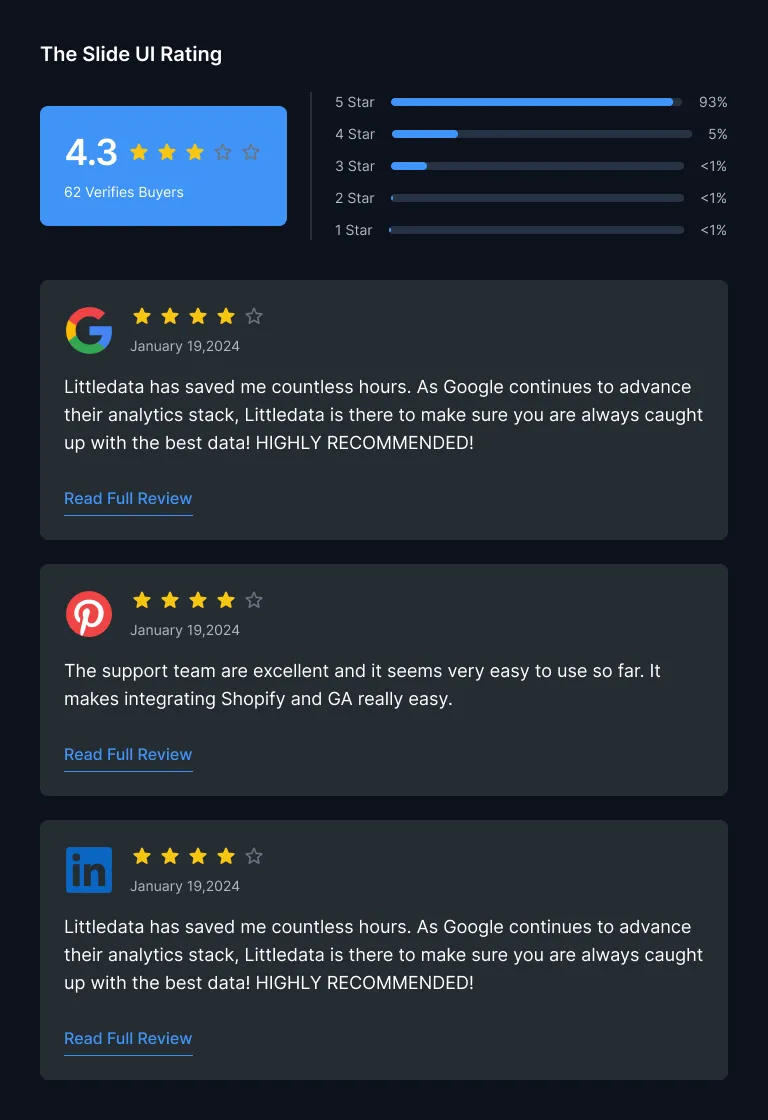 The Slide UI Rating
4.3
62 Verifies Buyers
5 Star 93%
4 Star 5%
3 Star <1%
2 Star <1%
1 Star <1%
January 19,2024
Littledata has saved me countless hours. As Google continues to advance
their analytics stack, Littledata is there to make sure you are always caught
up with the best data! HIGHLY RECOMMENDED!
Read Full Review
January 19,2024
The support team are excellent and it seems very easy to use so far. It
makes integrating Shopify and GA really easy.
Read Full Review
in
January 19,2024
Littledata has saved me countless hours. As Google continues to advance
their analytics stack, Littledata is there to make sure you are always caught
up with the best data! HIGHLY RECOMMENDED!
Read Full Review